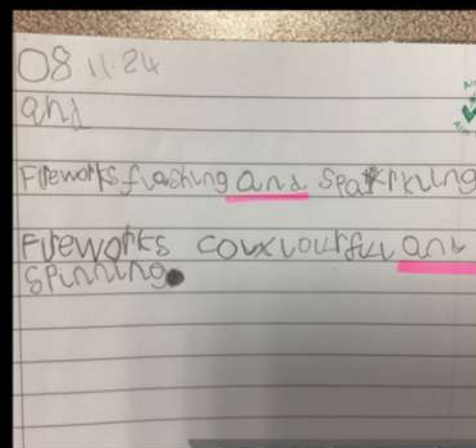 08 11.24
and
Fireworks flashing and sparkling
Fireworks colourful and
spinning.